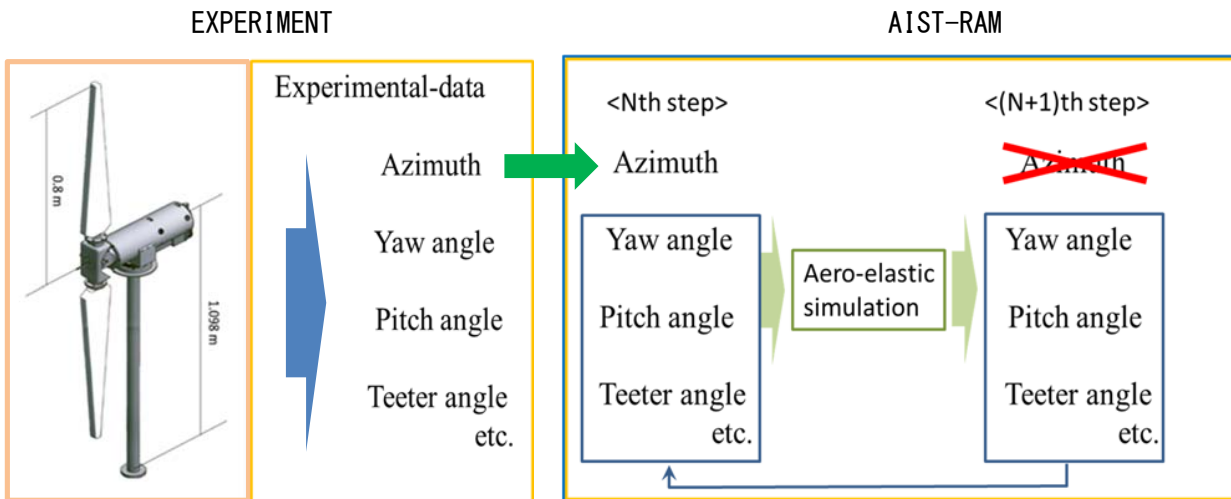 EXPERIMENT
AIST-RAM
0.8 m
1.098 m
Experimental-data
Azimuth
Yaw angle
Pitch angle
Teeter angle
etc.
<Nth step>
Azimuth
Yaw angle
Pitch angle
Teeter angle
etc.
Aero-elastic
simulation
<(N+1)th step>
Azimuth
Yaw angle
Pitch angle
Teeter angle
etc.